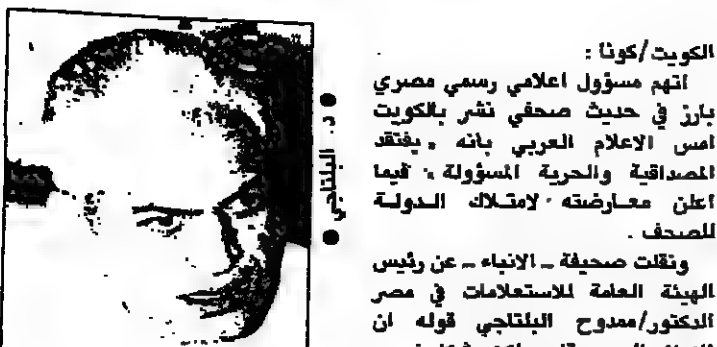 الكويت/كونا :
اتهم مسؤول اعلامي رسمي مصري
بارز في حديث صحفي نشر بالكويت
امس الاعلام العربي بانه « يفتقد
المصداقية والحرية المسؤولة » فيما
اعلن معارضته لامتلاك الدولة
للصحف .
ونقلت صحيفة ــ الانباء ــ عن رئيس
الهيئة العامة للاستعلامات في مصر
الدكتور/ممدوح البلتاجي قوله ان
● د . البلتاجي ●